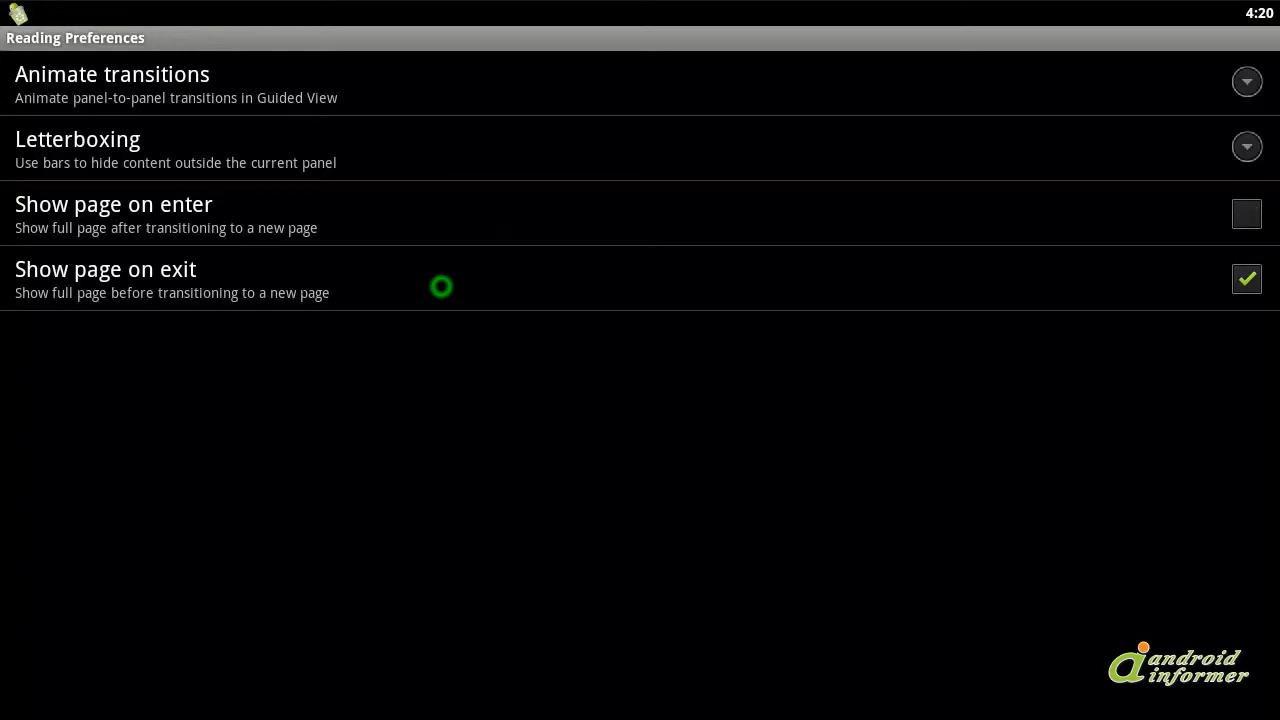 4:20
Reading Preferences
Animate transitions
Animate panel-to-panel transitions in Guided View
Letterboxing
Use bars to hide content outside the current panel
Show page on enter
Show full page after transitioning to a new page
Show page on exit
Show full page before transitioning to a new page
android
informer